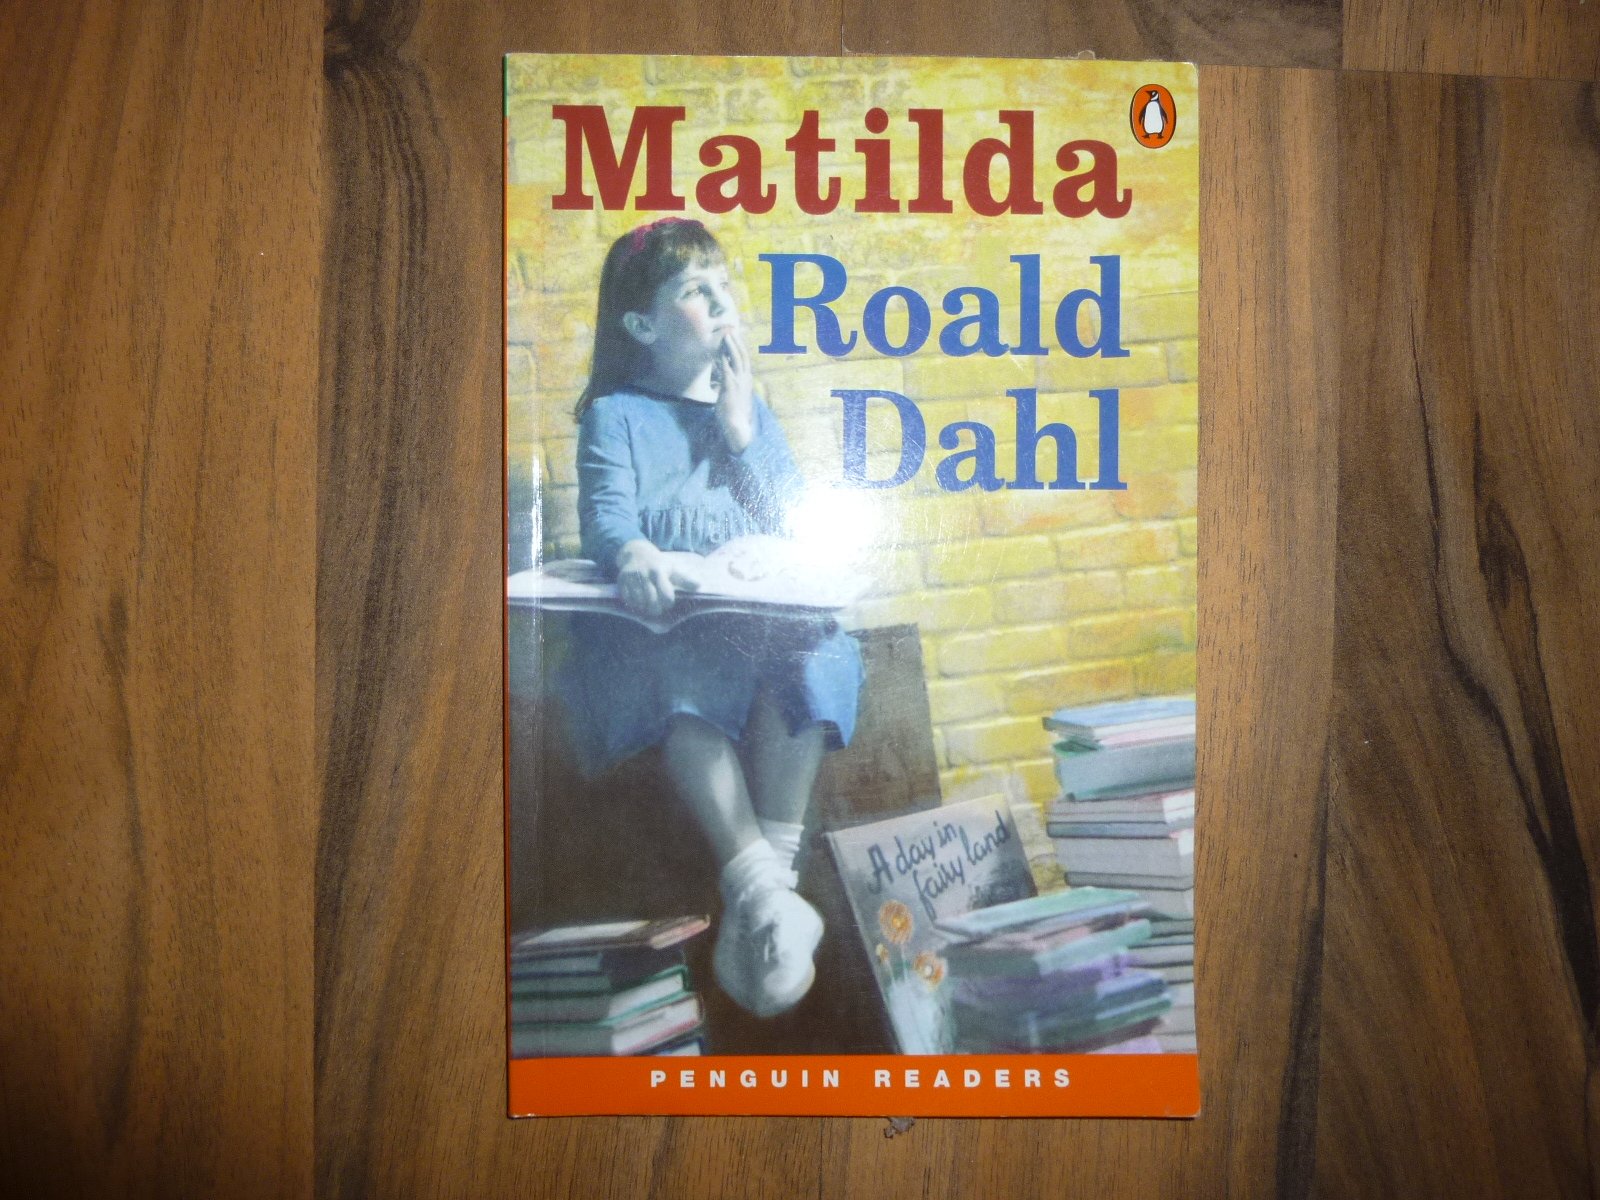 Matilda
Roald
Dahl
A day in
fairy land
PENGUIN READERS